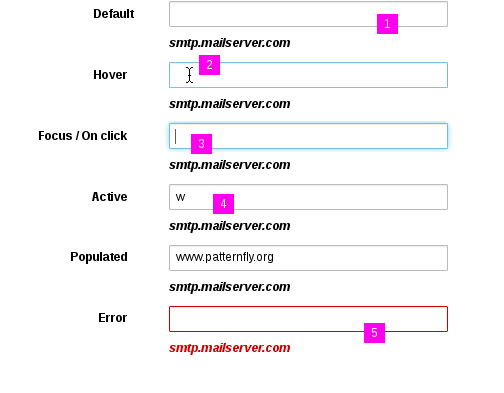 Default
1
smtp.mailserver.com
Hover
2
smtp.mailserver.com
Focus / On click
3
smtp.mailserver.com
Active
w
4
smtp.mailserver.com
Populated
www.patternfly.org
smtp.mailserver.com
Error
5
smtp.mailserver.com